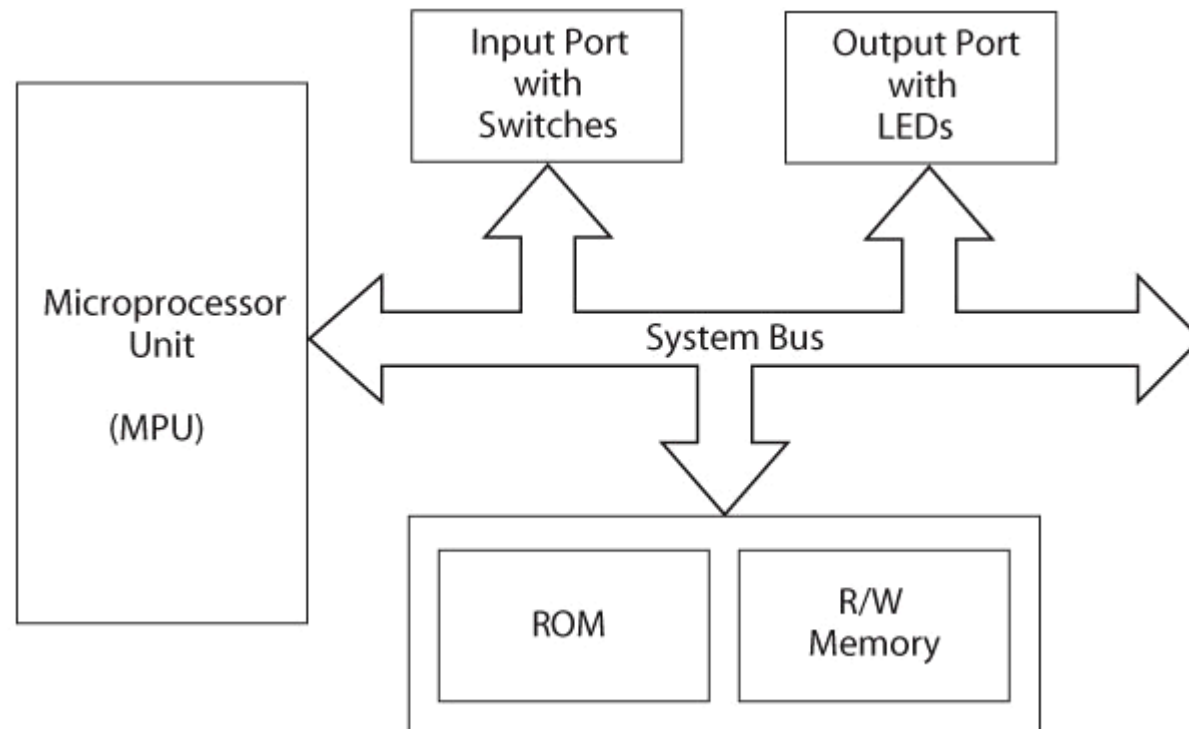 Input Port
with
Switches
Output Port
with
LEDs
Microprocessor
Unit
(MPU)
System Bus
ROM
R/W
Memory